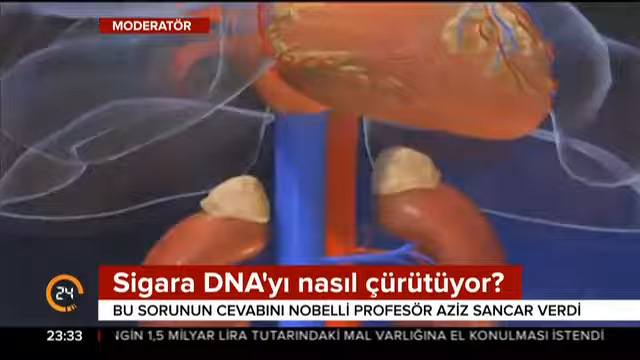 MODERATÖR
Sigara DNA'yı nasıl çürütüyor?
24
BU SORUNUN CEVABINI NOBELLİ PROFESÖR AZİZ SANCAR VERDİ
23:33
NGİN 1,5 MİLYAR LİRA TUTARINDAKİ MAL VARLIĞINA EL KONULMASI İSTENDİ